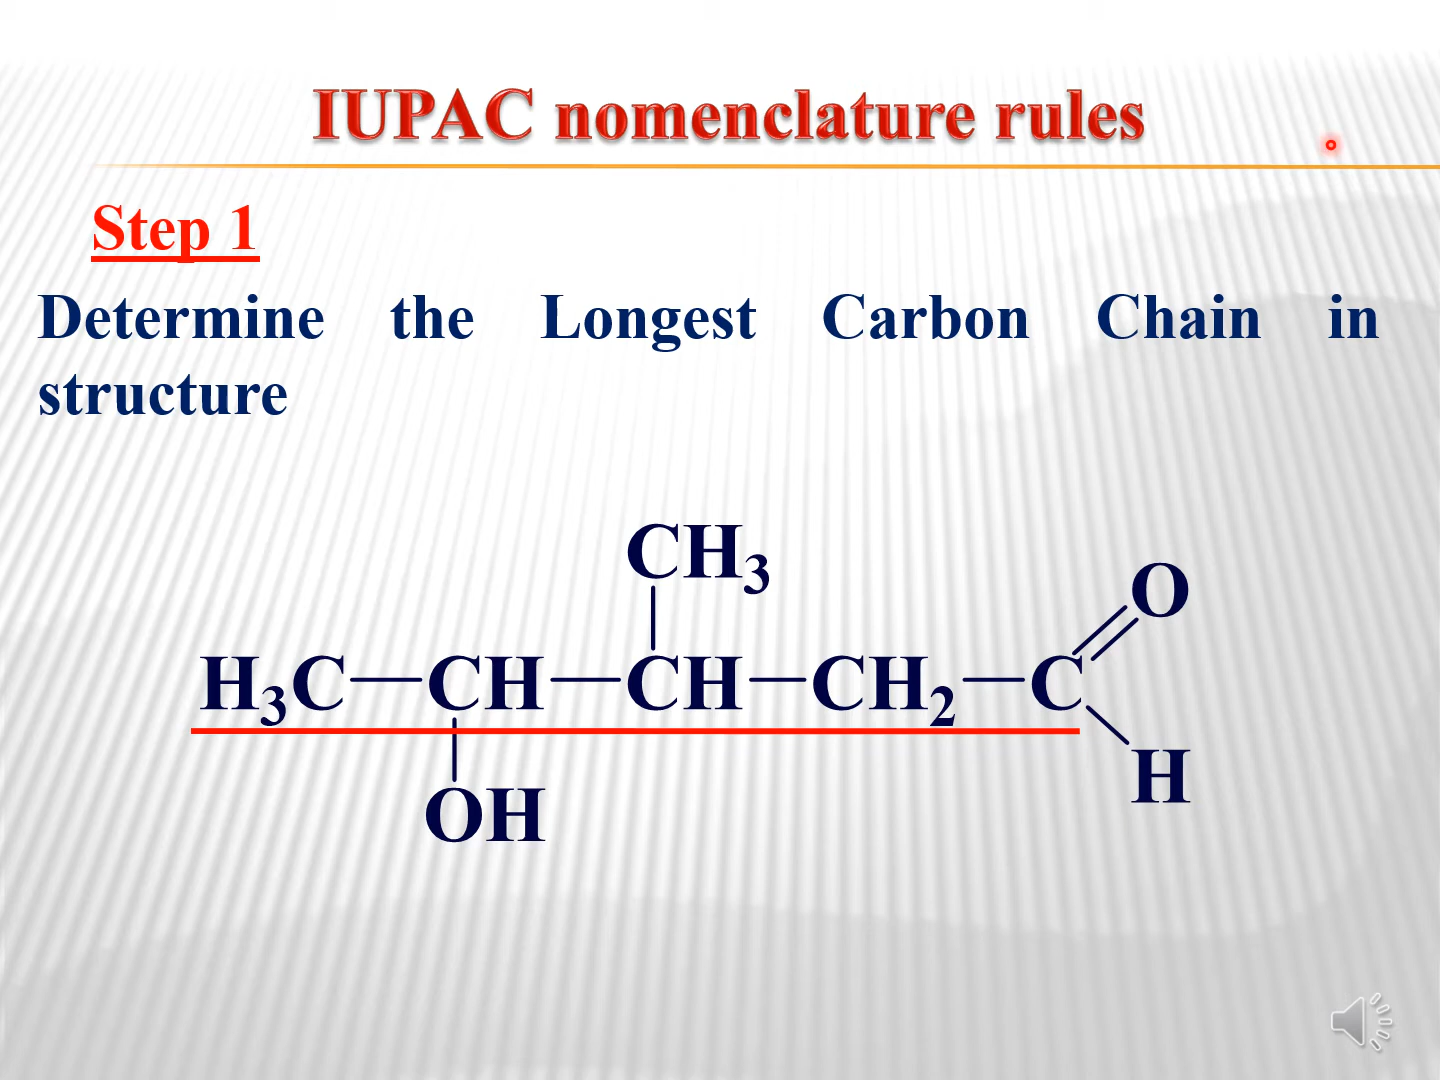 IUPAC nomenclature rules
Step 1
Determine the Longest Carbon Chain in
structure
CH3
O
H3C—CH—CH—CH2—C
H
OH